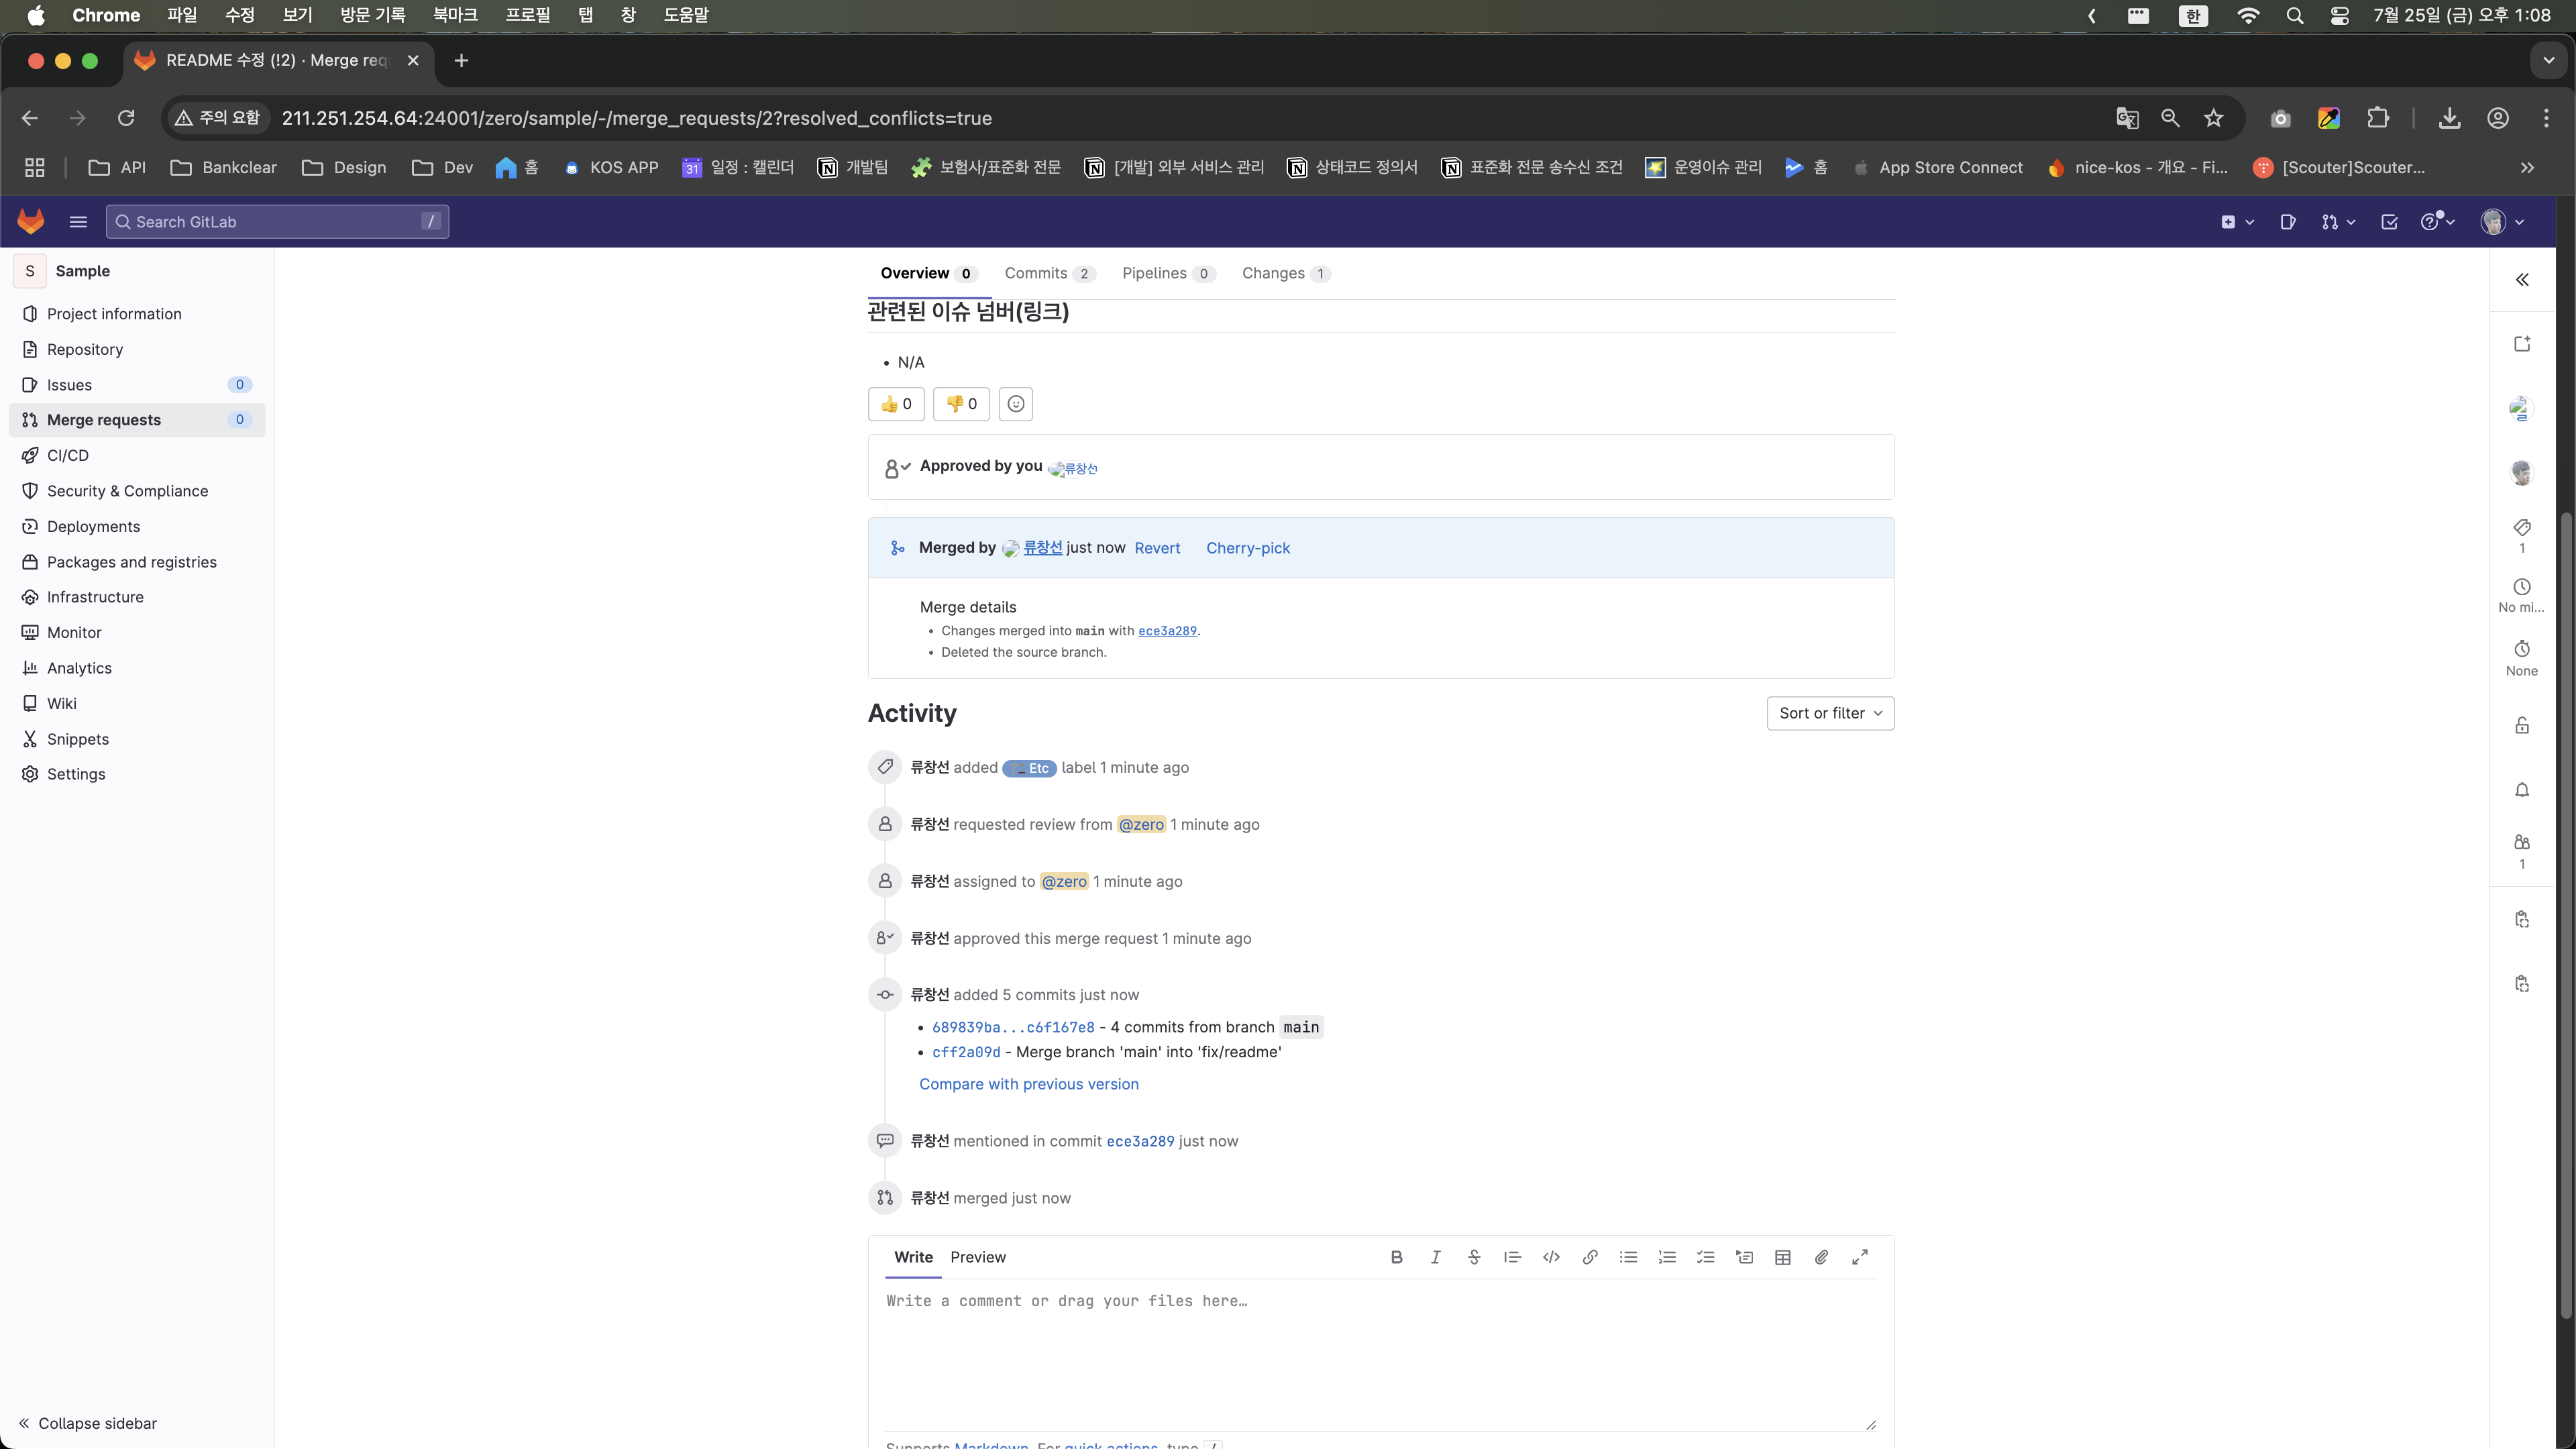 Chrome 파일 수정 보기 방문 기록 북마크 프로필 탭 창 도움말 한 7월 25일 (금) 오후 1:08
README 수정 (!2) · Merge req
주의 요함 211.251.254.64:24001/zero/sample/-/merge_requests/2?resolved_conflicts=true
API Bankclear Design Dev 홈 KOS APP 31 일정 : 캘린더 개발팀 보험사/표준화 전문 [개발] 외부 서비스 관리 상태코드 정의서 표준화 전문 송수신 조건 운영이슈 관리 홈 App Store Connect nice-kos - 개요 - Fi... [Scouter]Scouter...
Search GitLab /
S Sample
Project information
Repository
Issues 0
Merge requests 0
CI/CD
Security & Compliance
Deployments
Packages and registries
Infrastructure
Monitor
Analytics
Wiki
Snippets
Settings
Collapse sidebar
Overview 0 Commits 2 Pipelines 0 Changes 1
관련된 이슈 넘버(링크)
N/A
0 0
Approved by you 류창선
Merged by 류창선 just now Revert Cherry-pick
Merge details
Changes merged into main with ece3a289.
Deleted the source branch.
Activity Sort or filter
류창선 added Etc label 1 minute ago
류창선 requested review from @zero 1 minute ago
류창선 assigned to @zero 1 minute ago
류창선 approved this merge request 1 minute ago
류창선 added 5 commits just now
689839ba...c6f167e8 - 4 commits from branch main
cff2a09d - Merge branch 'main' into 'fix/readme'
Compare with previous version
류창선 mentioned in commit ece3a289 just now
류창선 merged just now
Write Preview
Write a comment or drag your files here…
Supports Markdown. For quick actions, type /
1
No mi...
None
1